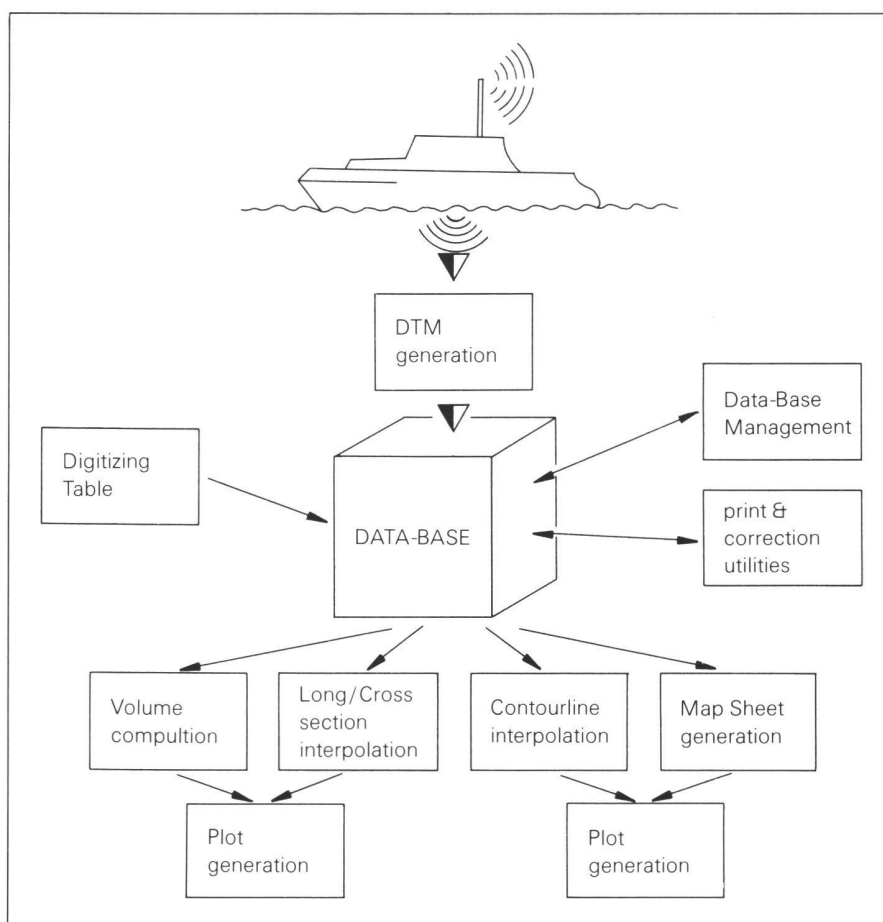 DTM
generation
Data-Base
Management
Digitizing
Table
DATA-BASE
print &
correction
utilities
Volume
compultion
Long/Cross
section
interpolation
Contourline
interpolation
Map Sheet
generation
Plot
generation
Plot
generation